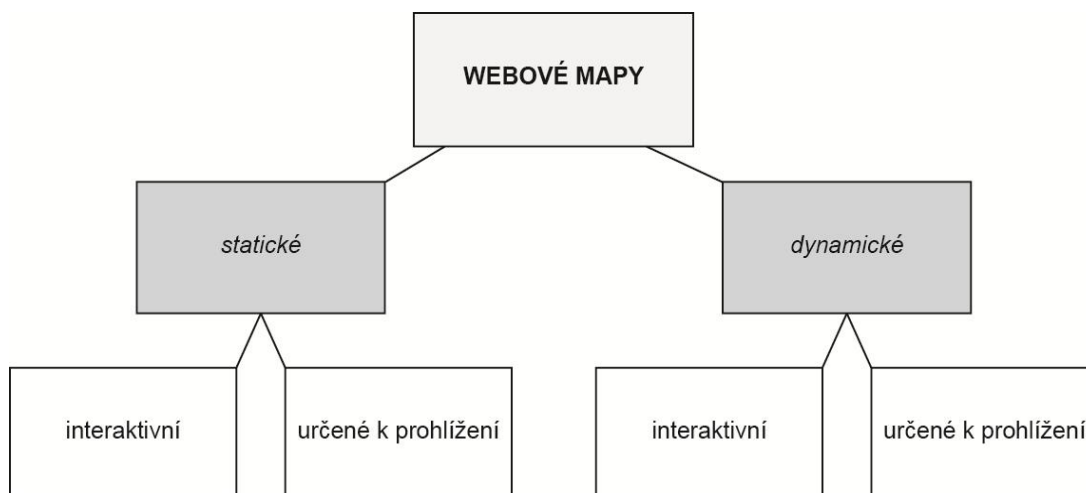 WEBOVÉ MAPY
statické
dynamické
interaktivní
určené k prohlížení
interaktivní
určené k prohlížení